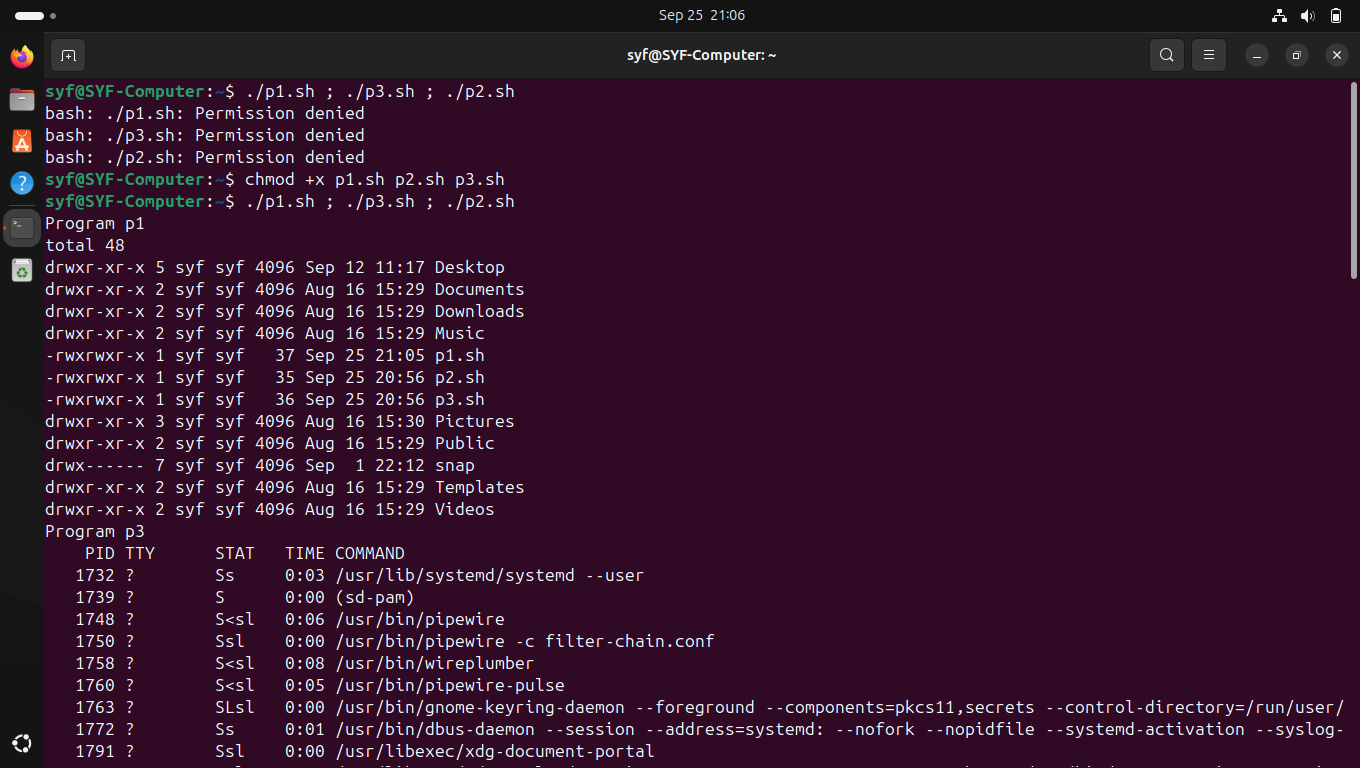 Sep 25 21:06
syf@SYF-Computer: ~
syf@SYF-Computer:~$ ./p1.sh ; ./p3.sh ; ./p2.sh
bash: ./p1.sh: Permission denied
bash: ./p3.sh: Permission denied
bash: ./p2.sh: Permission denied
syf@SYF-Computer:~$ chmod +x p1.sh p2.sh p3.sh
syf@SYF-Computer:~$ ./p1.sh ; ./p3.sh ; ./p2.sh
Program p1
total 48
drwxr-xr-x 5 syf syf 4096 Sep 12 11:17 Desktop
drwxr-xr-x 2 syf syf 4096 Aug 16 15:29 Documents
drwxr-xr-x 2 syf syf 4096 Aug 16 15:29 Downloads
drwxr-xr-x 2 syf syf 4096 Aug 16 15:29 Music
-rwxrwxr-x 1 syf syf   37 Sep 25 21:05 p1.sh
-rwxrwxr-x 1 syf syf   35 Sep 25 20:56 p2.sh
-rwxrwxr-x 1 syf syf   36 Sep 25 20:56 p3.sh
drwxr-xr-x 3 syf syf 4096 Aug 16 15:30 Pictures
drwxr-xr-x 2 syf syf 4096 Aug 16 15:29 Public
drwx------ 7 syf syf 4096 Sep  1 22:12 snap
drwxr-xr-x 2 syf syf 4096 Aug 16 15:29 Templates
drwxr-xr-x 2 syf syf 4096 Aug 16 15:29 Videos
Program p3
    PID TTY      STAT   TIME COMMAND
   1732 ?        Ss     0:03 /usr/lib/systemd/systemd --user
   1739 ?        S      0:00 (sd-pam)
   1748 ?        S<sl   0:06 /usr/bin/pipewire
   1750 ?        Ssl    0:00 /usr/bin/pipewire -c filter-chain.conf
   1758 ?        S<sl   0:08 /usr/bin/wireplumber
   1760 ?        S<sl   0:05 /usr/bin/pipewire-pulse
   1763 ?        SLsl   0:00 /usr/bin/gnome-keyring-daemon --foreground --components=pkcs11,secrets --control-directory=/run/user/
   1772 ?        Ss     0:01 /usr/bin/dbus-daemon --session --address=systemd: --nofork --nopidfile --systemd-activation --syslog-
   1791 ?        Ssl    0:00 /usr/libexec/xdg-document-portal